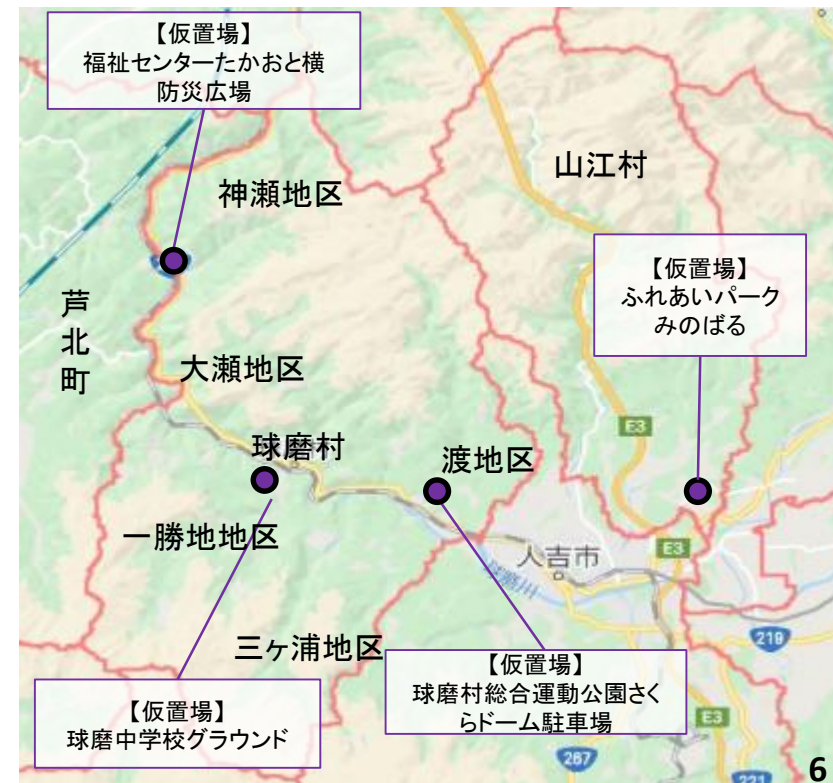 【仮置場】
福祉センターたかおと横
防災広場
神瀬地区
山江村
【仮置場】
ふれあいパーク
みのばる
芦北町
大瀬地区
E3
球磨村
渡地区
一勝地地区
人吉市
E3
球磨川
219
三ケ浦地区
【仮置場】
球磨中学校グラウンド
【仮置場】
球磨村総合運動公園さく
らドーム駐車場
E3
267
221
6